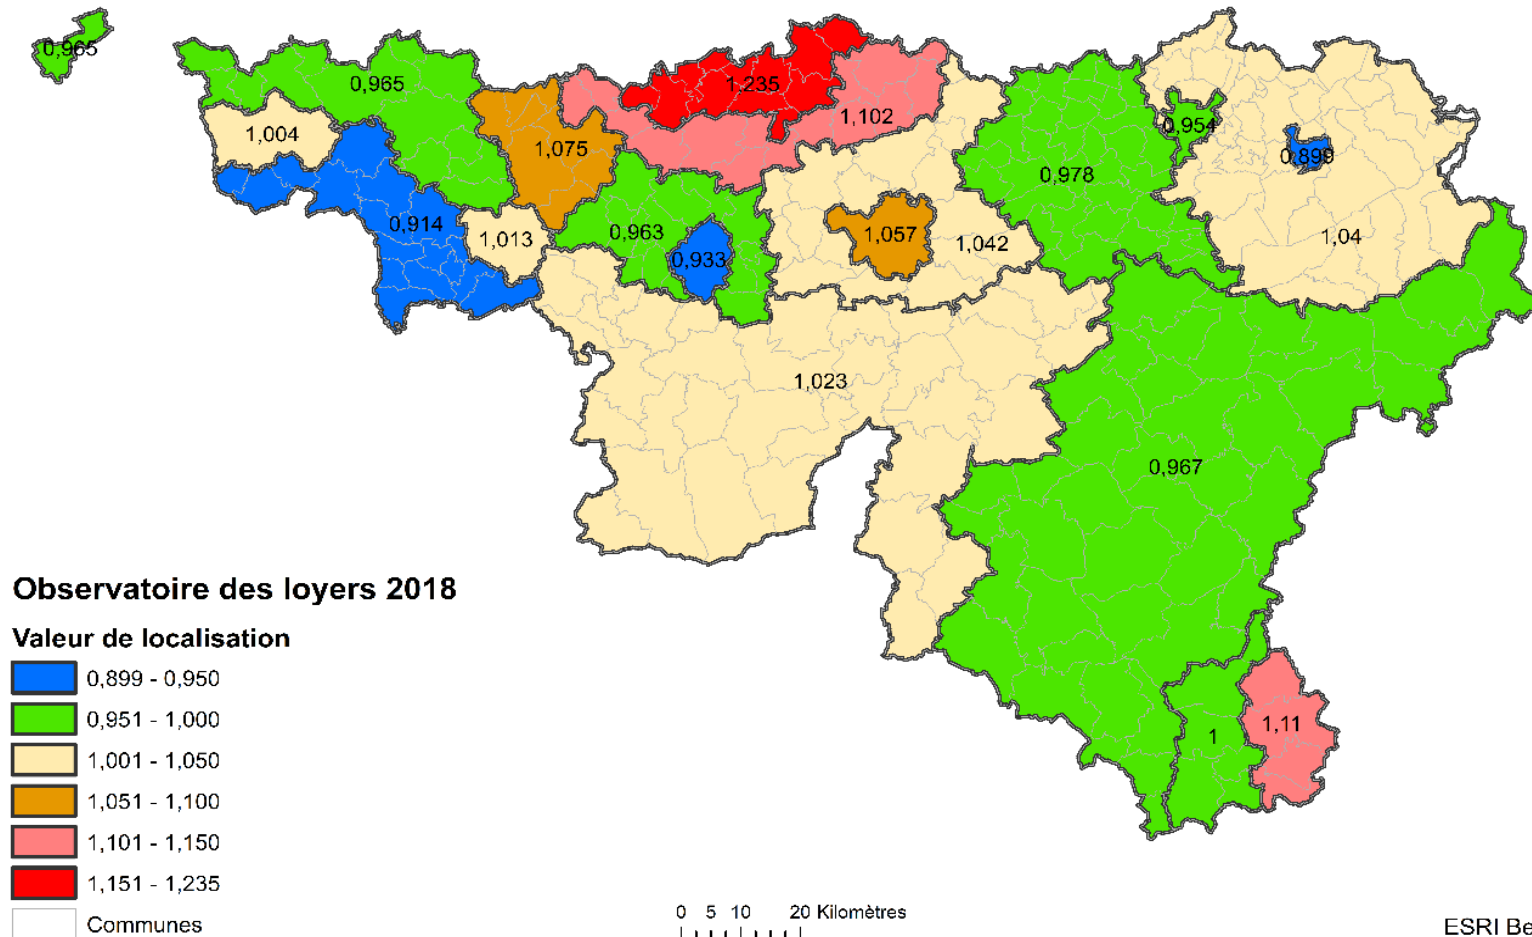 0,965
0,965
1.235
1,102
1,004
1,075
0,954
0,899
0,978
0,914
1,013
0,963
0,933
1,057
1,042
1,04
1,023
0,967
1
1,11
Observatoire des loyers 2018
Valeur de localisation
0,899 - 0,950
0,951 - 1,000
1,001 - 1,050
1,051 - 1,100
1,101 - 1,150
1,151 - 1,235
Communes
0 5 10 20 Kilomètres
ESRI Be